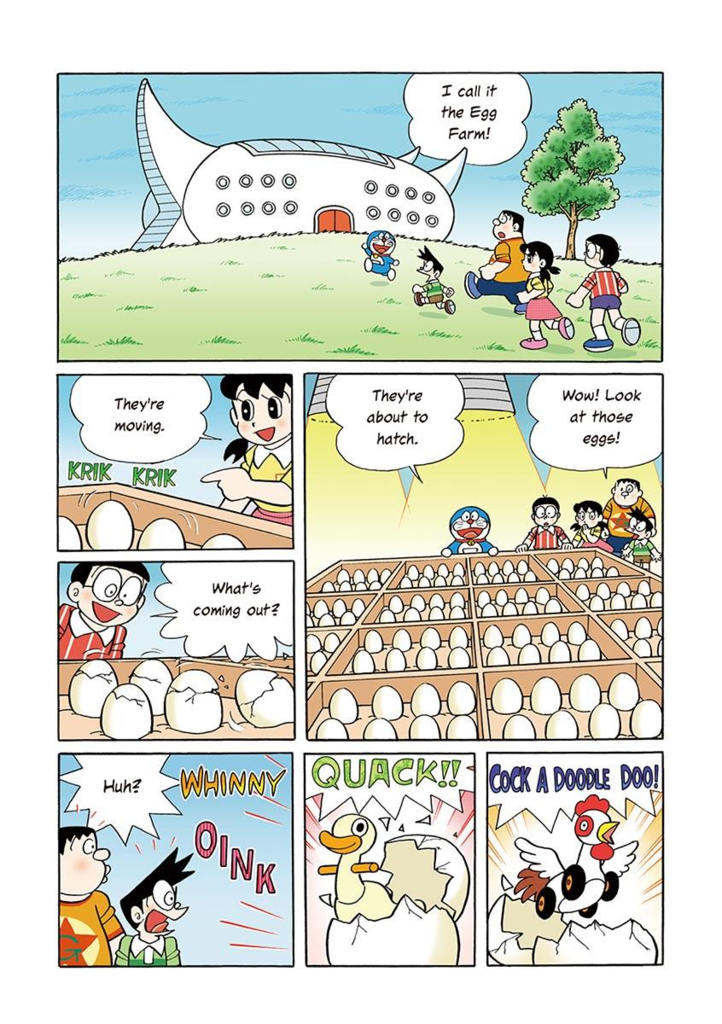 I call it
the Egg
Farm!
Wow! Look
at those
eggs!
They're
about to
hatch.
They're
moving.
KRIK KRIK
What's
coming out?
COCK A DOODLE DOO!
QUACK!!
WHINNY
OINK
Huh?
G